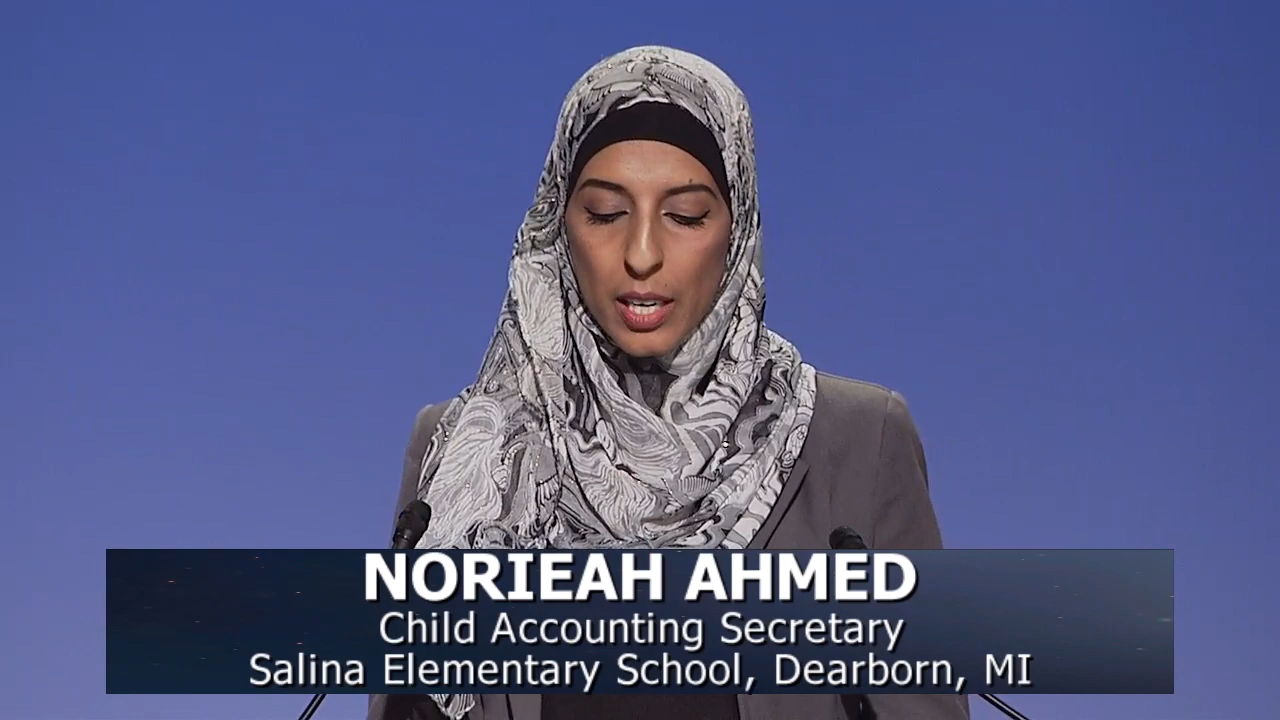 NORIEAH AHMED
Child Accounting Secretary
Salina Elementary School, Dearborn, MI